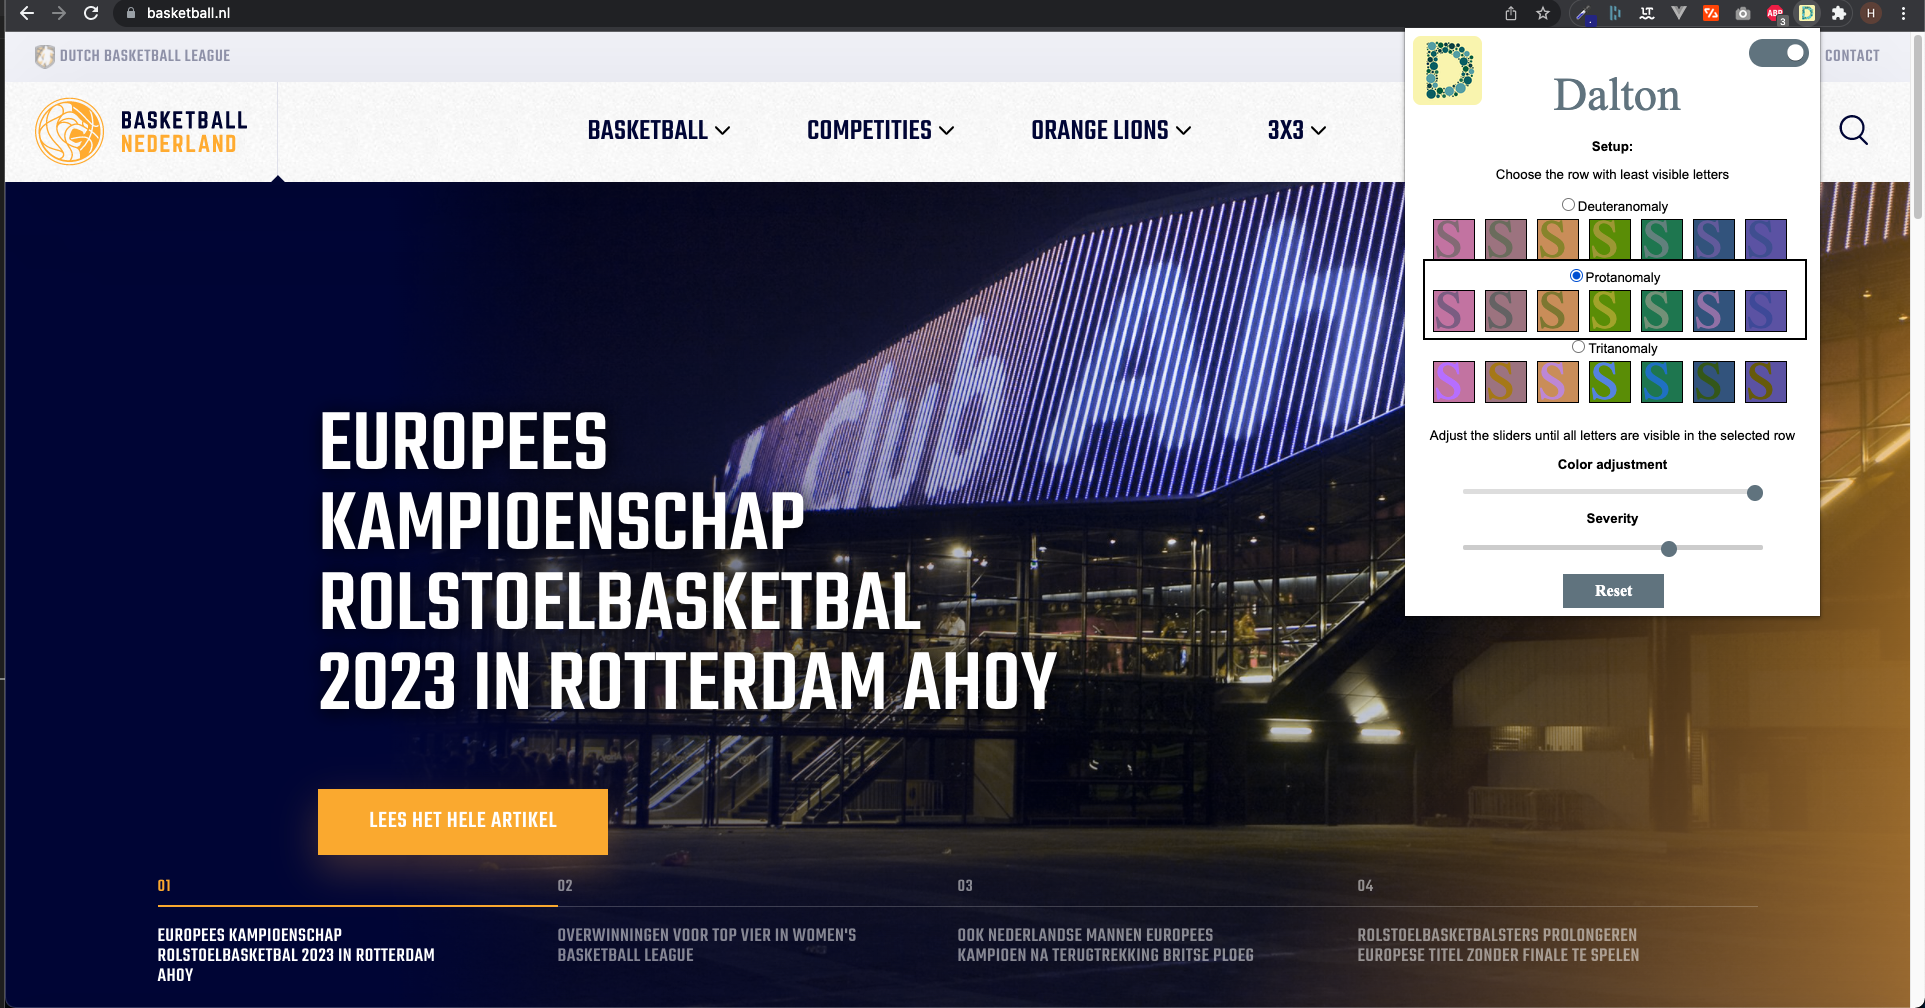 basketball.nl
ABP
3
H
DUTCH BASKETBALL LEAGUE
CONTACT
BASKETBALL
NEDERLAND
BASKETBALL
COMPETITIES
ORANGE LIONS
3X3
D
Dalton
Setup:
Choose the row with least visible letters
Deuteranomaly
S S S S S S S
Protanomaly
S S S S S S S
Tritanomaly
S S S S S S S
Adjust the sliders until all letters are visible in the selected row
Color adjustment
Severity
Reset
Club Ah
EUROPEES
KAMPIOENSCHAP
ROLSTOELBASKETBAL
2023 IN ROTTERDAM AHOY
LEES HET HELE ARTIKEL
01
EUROPEES KAMPIOENSCHAP
ROLSTOELBASKETBAL 2023 IN ROTTERDAM
AHOY
02
OVERWINNINGEN VOOR TOP VIER IN WOMEN'S
BASKETBALL LEAGUE
03
OOK NEDERLANDSE MANNEN EUROPEES
KAMPIOEN NA TERUGTREKKING BRITSE PLOEG
04
ROLSTOELBASKETBALSTERS PROLONGEREN
EUROPESE TITEL ZONDER FINALE TE SPELEN